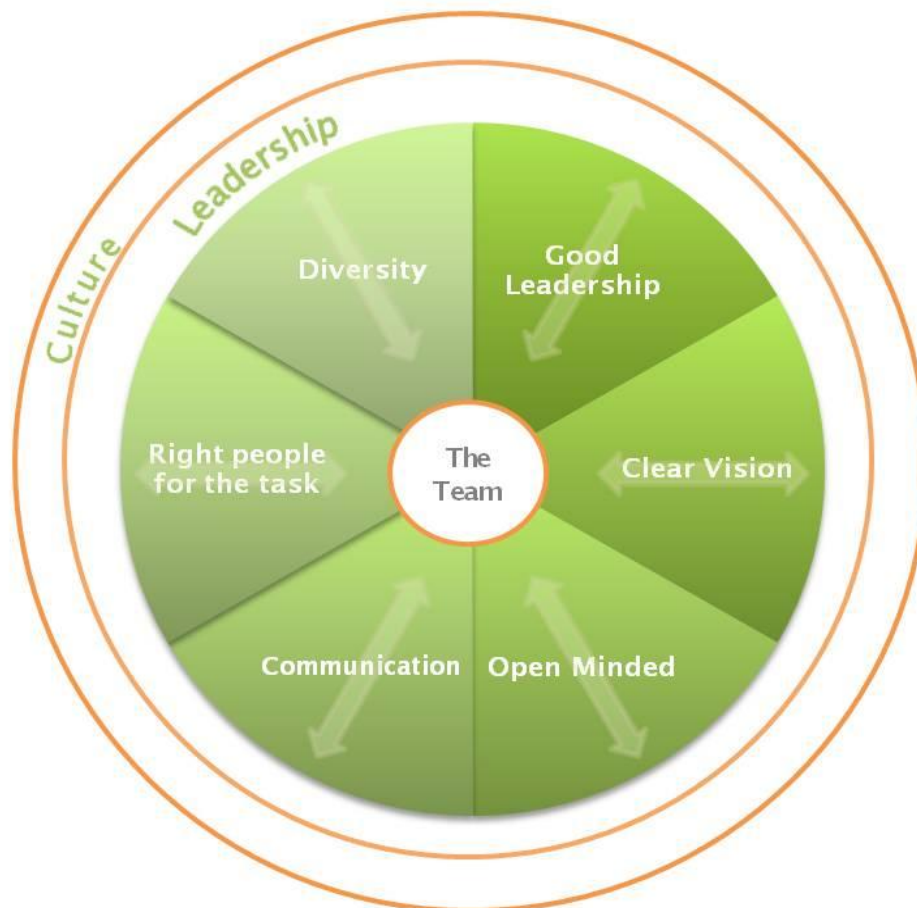 Leadership
Culture
Diversity
Good
Leadership
Right people
for the task
The
Team
Clear Vision
Communication
Open Minded